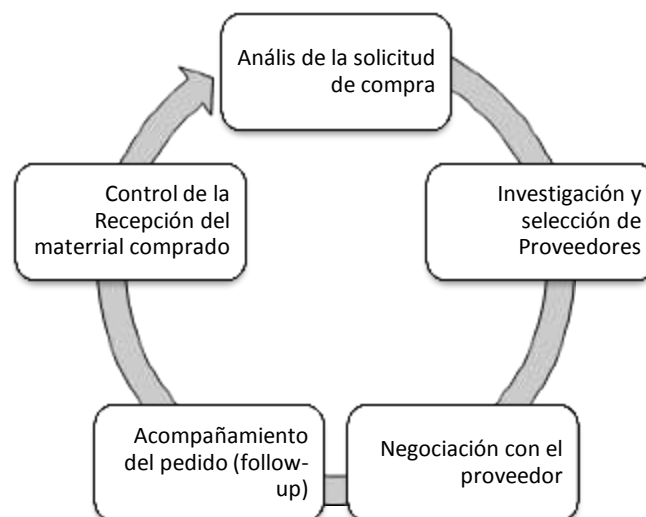 Anális de la solicitud
de compra
Investigación y
selección de
Proveedores
Negociación con el
proveedor
Acompañamiento
del pedido (follow-
up)
Control de la
Recepción del
materrial comprado